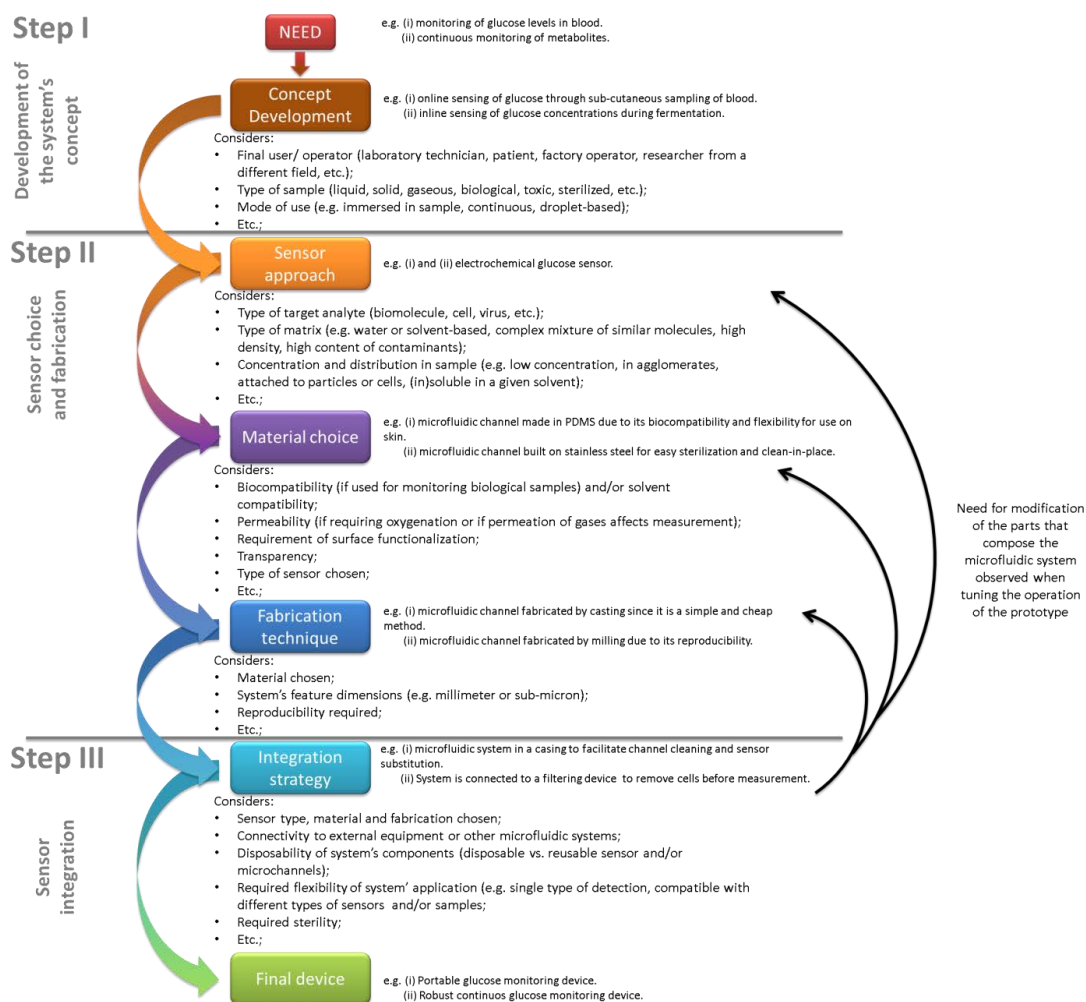 Step I
Development of
the system's
concept
NEED
e.g. (i) monitoring of glucose levels in blood.
(ii) continuous monitoring of metabolites.
Concept
Development
e.g. (i) online sensing of glucose through sub-cutaneous sampling of blood.
(ii) inline sensing of glucose concentrations during fermentation.
Considers:
• Final user/ operator (laboratory technician, patient, factory operator, researcher from a
different field, etc.);
• Type of sample (liquid, solid, gaseous, biological, toxic, sterilized, etc.);
• Mode of use (e.g. immersed in sample, continuous, droplet-based);
• Etc.;
Step II
Sensor choice
and fabrication
Sensor
approach
e.g. (i) and (ii) electrochemical glucose sensor.
Considers:
• Type of target analyte (biomolecule, cell, virus, etc.);
• Type of matrix (e.g. water or solvent-based, complex mixture of similar molecules, high
density, high content of contaminants);
• Concentration and distribution in sample (e.g. low concentration, in agglomerates,
attached to particles or cells, (in)soluble in a given solvent);
• Etc.;
Material choice
e.g. (i) microfluidic channel made in PDMS due to its biocompatibility and flexibility for use on
skin.
(ii) microfluidic channel built on stainless steel for easy sterilization and clean-in-place.
Considers:
• Biocompatibility (if used for monitoring biological samples) and/or solvent
compatibility;
• Permeability (if requiring oxygenation or if permeation of gases affects measurement);
• Requirement of surface functionalization;
• Transparency;
• Type of sensor chosen;
• Etc.;
Fabrication
technique
e.g. (i) microfluidic channel fabricated by casting since it is a simple and cheap
method.
(ii) microfluidic channel fabricated by milling due to its reproducibility.
Considers:
• Material chosen;
• System's feature dimensions (e.g. millimeter or sub-micron);
• Reproducibility required;
• Etc.;
Need for modification
of the parts that
compose the
microfluidic system
observed when
tuning the operation
of the prototype
Step III
Sensor
integration
Integration
strategy
e.g. (i) microfluidic system in a casing to facilitate channel cleaning and sensor
substitution.
(ii) System is connected to a filtering device to remove cells before measurement.
Considers:
• Sensor type, material and fabrication chosen;
• Connectivity to external equipment or other microfluidic systems;
• Disposability of system's components (disposable vs. reusable sensor and/or
microchannels);
• Required flexibility of system' application (e.g. single type of detection, compatible with
different types of sensors and/or samples;
• Required sterility;
• Etc.;
Final device
e.g. (i) Portable glucose monitoring device.
(ii) Robust continuos glucose monitoring device.